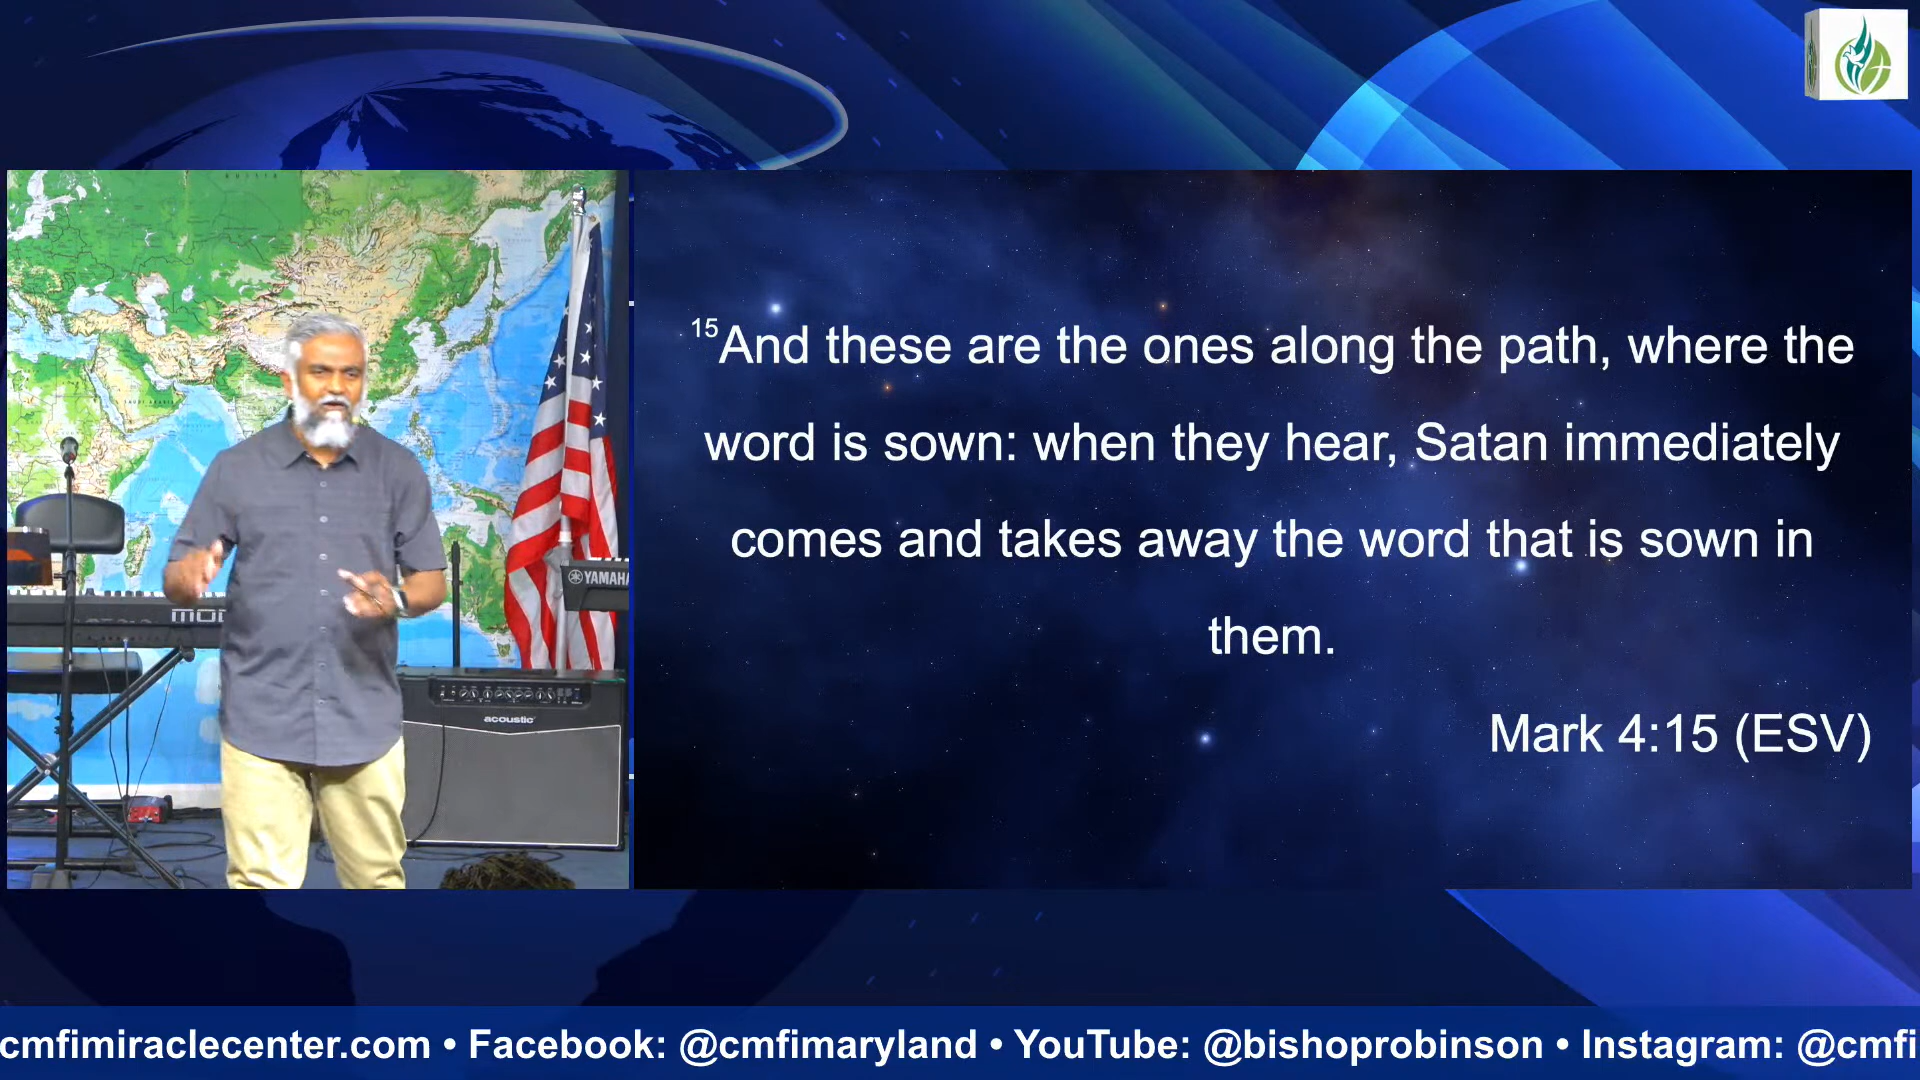 15And these are the ones along the path, where the
word is sown: when they hear, Satan immediately
comes and takes away the word that is sown in
them.
Mark 4:15 (ESV)
YAMAHA
acoustic
cmfimiraclecenter.com • Facebook: @cmfimaryland • YouTube: @bishoprobinson • Instagram: @cmfi